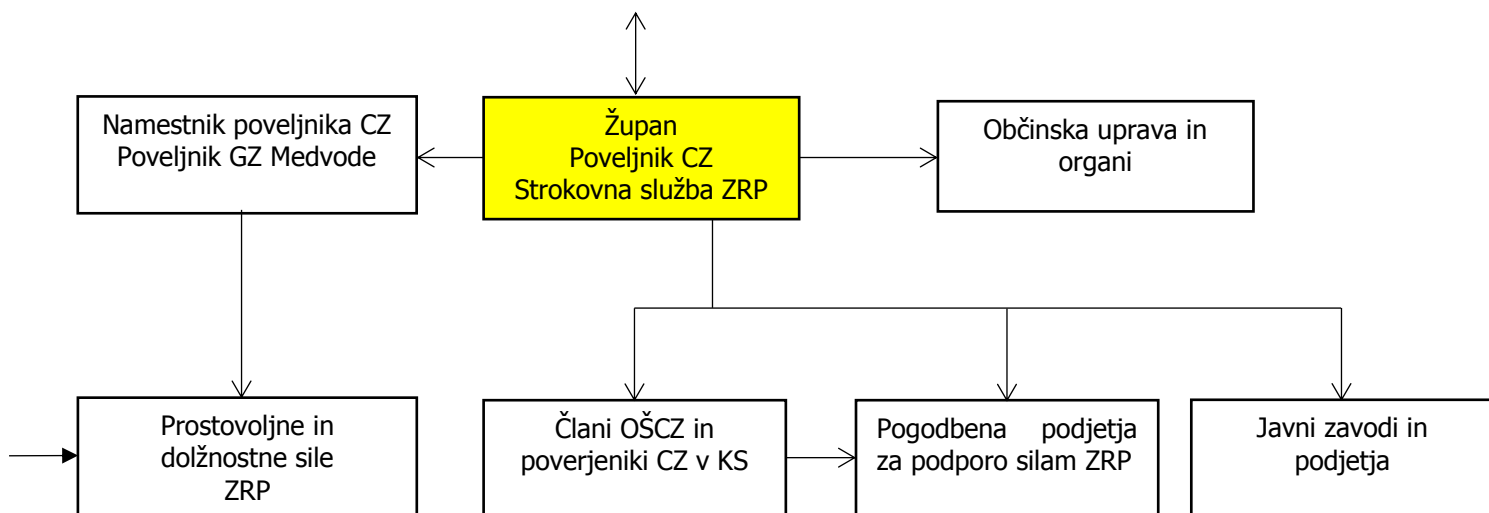 Namestnik poveljnika CZ
Poveljnik GZ Medvode
Župan
Poveljnik CZ
Strokovna služba ZRP
Občinska uprava in
organi
Prostovoljne in
dolžnostne sile
ZRP
Člani OŠCZ in
poverjeniki CZ v KS
Pogodbena podjetja
za podporo silam ZRP
Javni zavodi in
podjetja